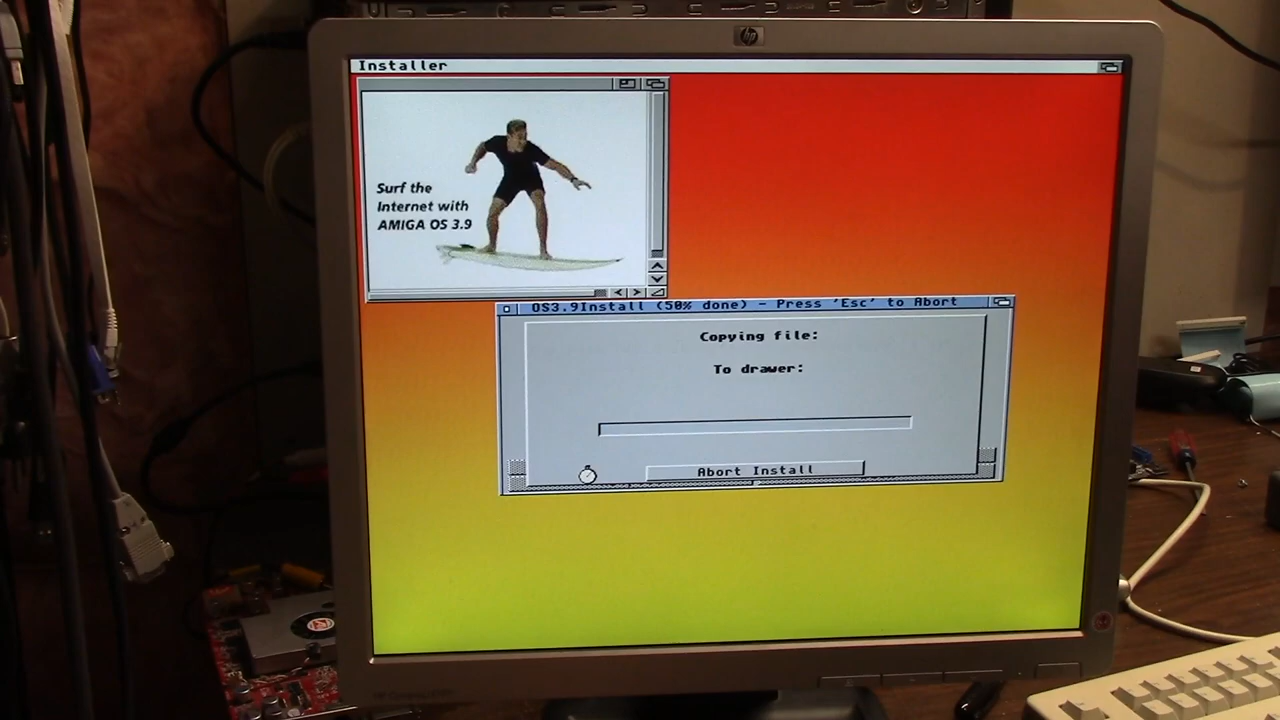 hp
Installer
Surf the
Internet with
AMIGA OS 3.9
OS3.9Install (50% done) - Press 'Esc' to Abort
Copying file:
To drawer:
Abort Install